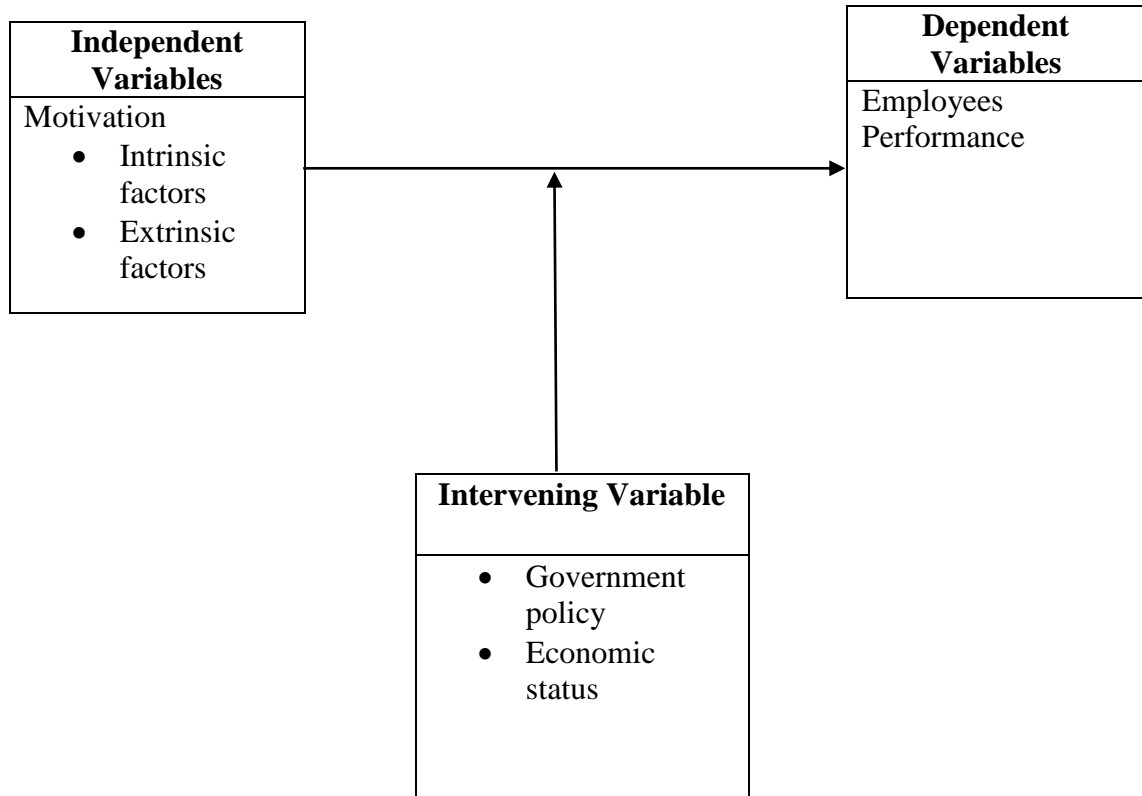 Independent
Variables
Motivation
• Intrinsic
factors
• Extrinsic
factors
Dependent
Variables
Employees
Performance
Intervening Variable
• Government
policy
• Economic
status